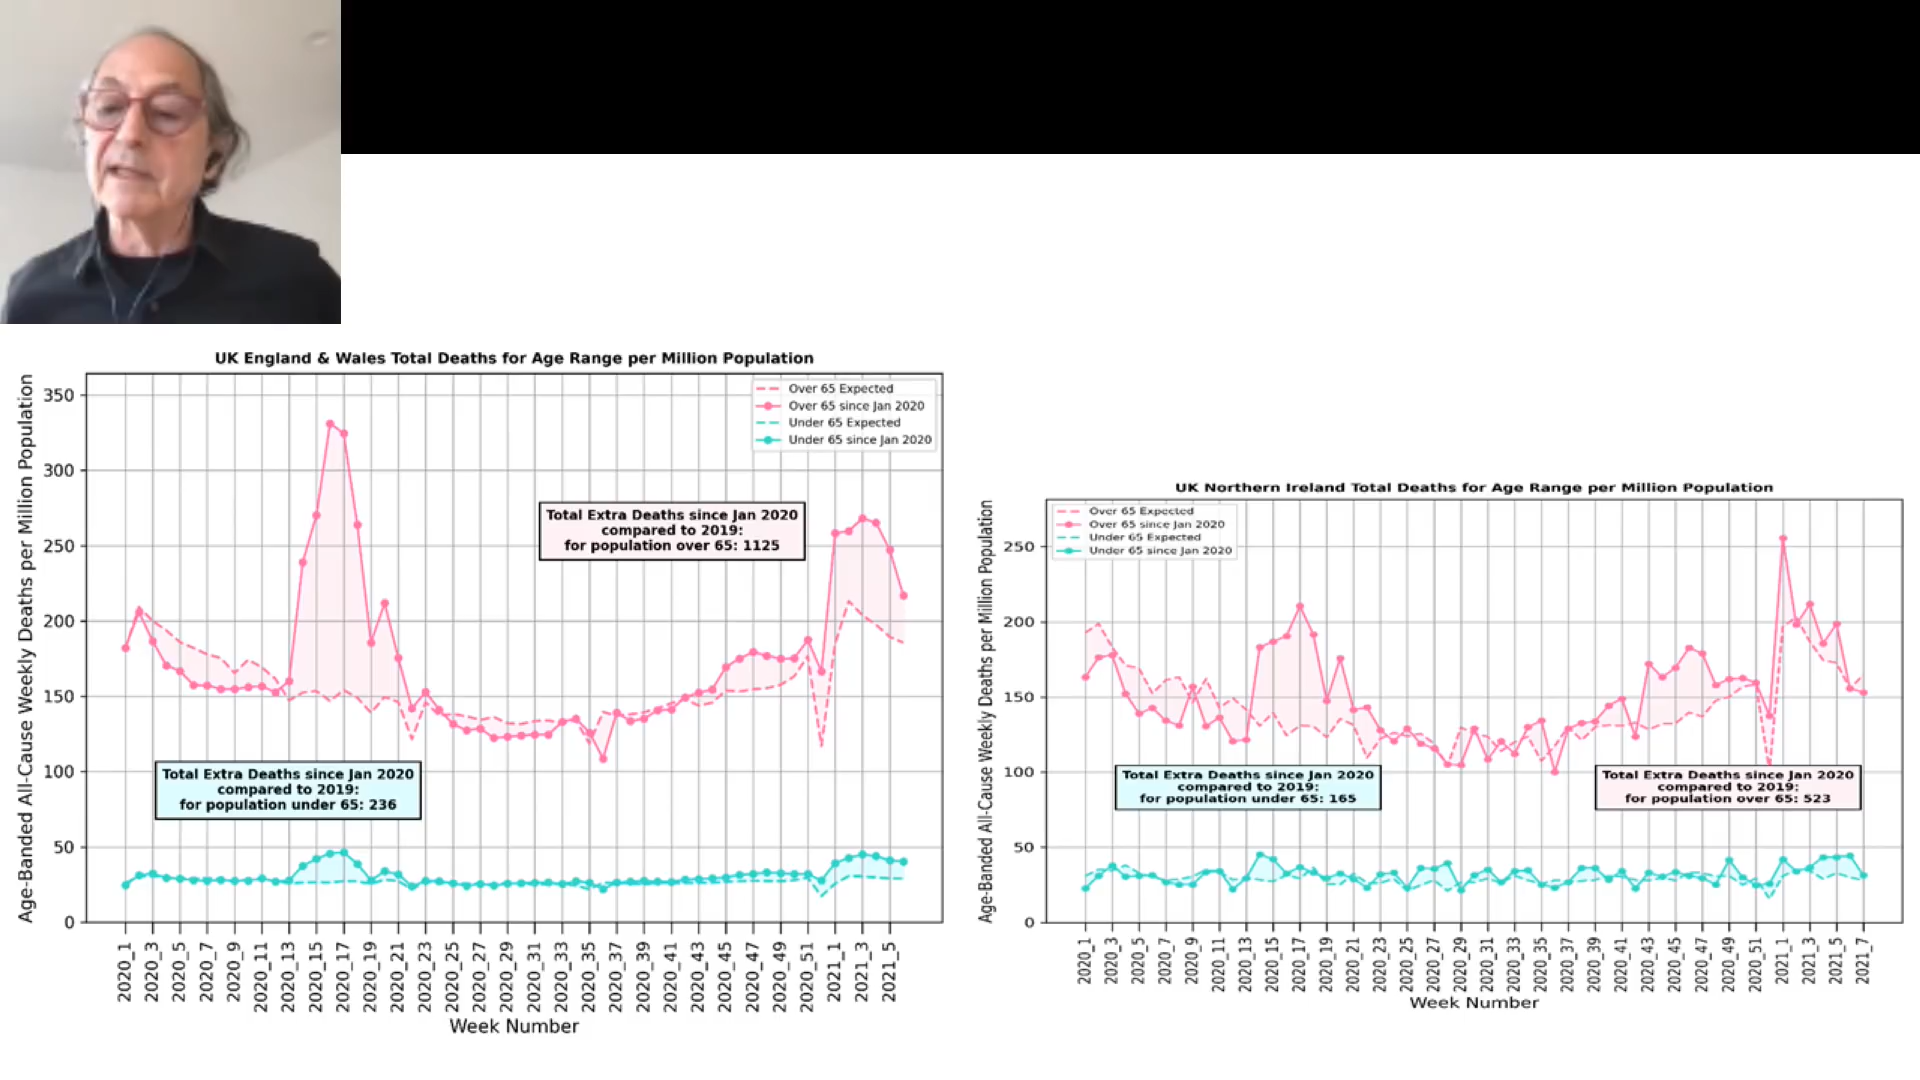 UK England & Wales Total Deaths for Age Range per Million Population
Age-Banded All-Cause Weekly Deaths per Million Population
350
300
250
200
150
100
50
0
Over 65 Expected
Over 65 since Jan 2020
Under 65 Expected
Under 65 since Jan 2020
Total Extra Deaths since Jan 2020
compared to 2019:
for population over 65: 1125
Total Extra Deaths since Jan 2020
compared to 2019:
for population under 65: 236
2020_1
2020_3
2020_5
2020_7
2020_9
2020_11
2020_13
2020_15
2020_17
2020_19
2020_21
2020_23
2020_25
2020_27
2020_29
2020_31
2020_33
2020_35
2020_37
2020_39
2020_41
2020_43
2020_45
2020_47
2020_49
2020_51
2021_1
2021_3
2021_5
Week Number
UK Northern Ireland Total Deaths for Age Range per Million Population
Age-Banded All-Cause Weekly Deaths per Million Population
250
200
150
100
50
0
Over 65 Expected
Over 65 since Jan 2020
Under 65 Expected
Under 65 since Jan 2020
Total Extra Deaths since Jan 2020
compared to 2019:
for population under 65: 165
Total Extra Deaths since Jan 2020
compared to 2019:
for population over 65: 523
2020_1
2020_3
2020_5
2020_7
2020_9
2020_11
2020_13
2020_15
2020_17
2020_19
2020_21
2020_23
2020_25
2020_27
2020_29
2020_31
2020_33
2020_35
2020_37
2020_39
2020_41
2020_43
2020_45
2020_47
2020_49
2020_51
2021_1
2021_3
2021_5
2021_7
Week Number